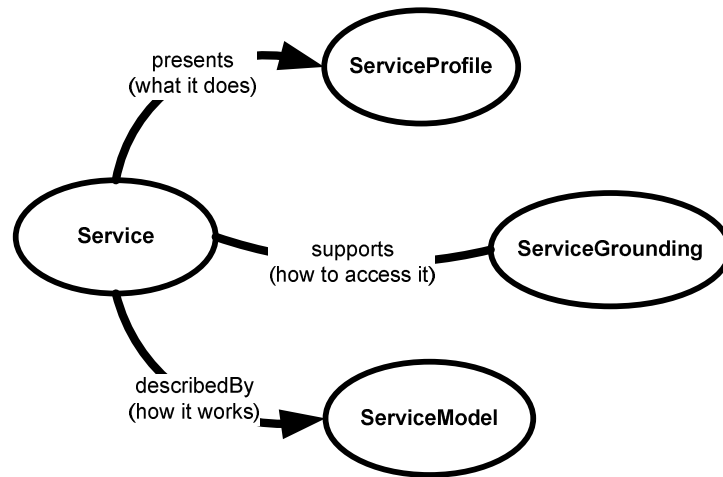 presents
(what it does)
ServiceProfile
Service
supports
(how to access it)
ServiceGrounding
describedBy
(how it works)
ServiceModel